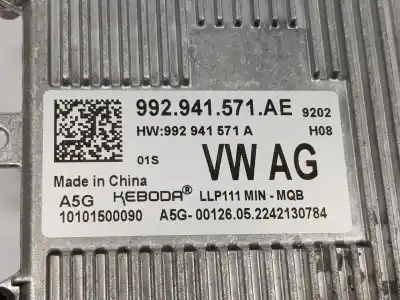 992.941.571.AE 9202
HW:992 941 571 A H08
01S VW AG
Made in China
A5G KEBODA® LLP111 MIN - MQB
10101500090 A5G- 00126.05.2242130784